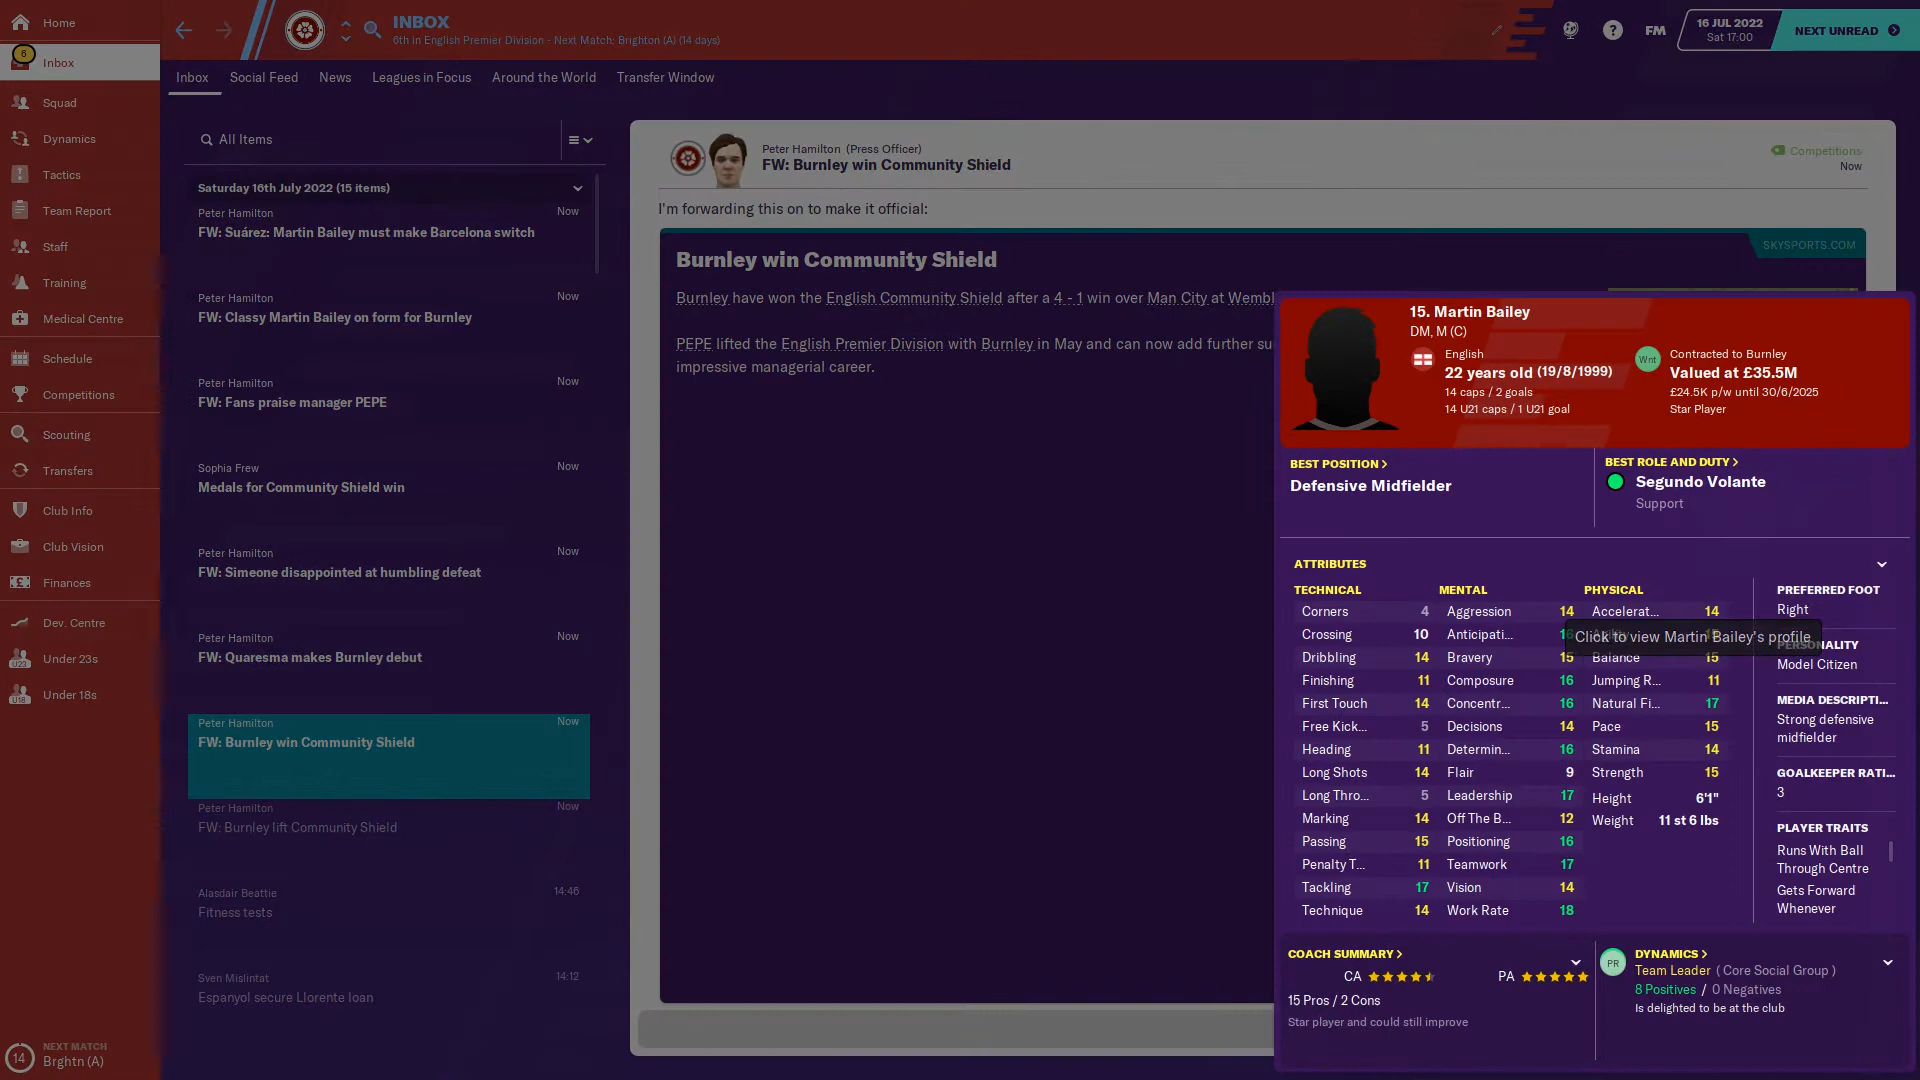 Home
6
Inbox
Squad
Dynamics
Tactics
Team Report
Staff
Training
Medical Centre
Schedule
Competitions
Scouting
Transfers
Club Info
Club Vision
Finances
Dev. Centre
U23
Under 23s
U18
Under 18s
14
NEXT MATCH
Brghtn (A)
INBOX
6th in English Premier Division - Next Match: Brighton (A) (14 days)
?
FM
16 JUL 2022
Sat 17:00
NEXT UNREAD
Inbox
Social Feed
News
Leagues in Focus
Around the World
Transfer Window
All Items
Saturday 16th July 2022 (15 items)
Peter Hamilton
Now
FW: Suárez: Martin Bailey must make Barcelona switch
Peter Hamilton
Now
FW: Classy Martin Bailey on form for Burnley
Peter Hamilton
Now
FW: Fans praise manager PEPE
Sophia Frew
Now
Medals for Community Shield win
Peter Hamilton
Now
FW: Simeone disappointed at humbling defeat
Peter Hamilton
Now
FW: Quaresma makes Burnley debut
Peter Hamilton
Now
FW: Burnley win Community Shield
Peter Hamilton
Now
FW: Burnley lift Community Shield
Alasdair Beattie
14:46
Fitness tests
Sven Mislintat
14:12
Espanyol secure Llorente loan
Peter Hamilton (Press Officer)
FW: Burnley win Community Shield
Competitions
Now
I'm forwarding this on to make it official:
SKYSPORTS.COM
Burnley win Community Shield
Burnley have won the English Community Shield after a 4 - 1 win over Man City at Wembl
PEPE lifted the English Premier Division with Burnley in May and can now add further su
impressive managerial career.
15. Martin Bailey
DM, M (C)
English
22 years old (19/8/1999)
14 caps / 2 goals
14 U21 caps / 1 U21 goal
Wnt
Contracted to Burnley
Valued at £35.5M
£24.5K p/w until 30/6/2025
Star Player
BEST POSITION >
Defensive Midfielder
BEST ROLE AND DUTY >
Segundo Volante
Support
ATTRIBUTES
TECHNICAL
Corners 4
Crossing 10
Dribbling 14
Finishing 11
First Touch 14
Free Kick... 5
Heading 11
Long Shots 14
Long Thro... 5
Marking 14
Passing 15
Penalty T... 11
Tackling 17
Technique 14
MENTAL
Aggression 14
Anticipati...
Bravery 15
Composure 16
Concentr... 16
Decisions 14
Determin... 16
Flair 9
Leadership 17
Off The B... 12
Positioning 16
Teamwork 17
Vision 14
Work Rate 18
PHYSICAL
Accelerat... 14
Click to view Martin Bailey's profile
Balance 15
Jumping R... 11
Natural Fi... 17
Pace 15
Stamina 14
Strength 15
Height 6'1"
Weight 11 st 6 lbs
PREFERRED FOOT
Right
PERSONALITY
Model Citizen
MEDIA DESCRIPTI...
Strong defensive
midfielder
GOALKEEPER RATI...
3
PLAYER TRAITS
Runs With Ball
Through Centre
Gets Forward
Whenever
COACH SUMMARY >
CA
PA
15 Pros / 2 Cons
Star player and could still improve
PR
DYNAMICS >
Team Leader ( Core Social Group )
8 Positives / 0 Negatives
Is delighted to be at the club